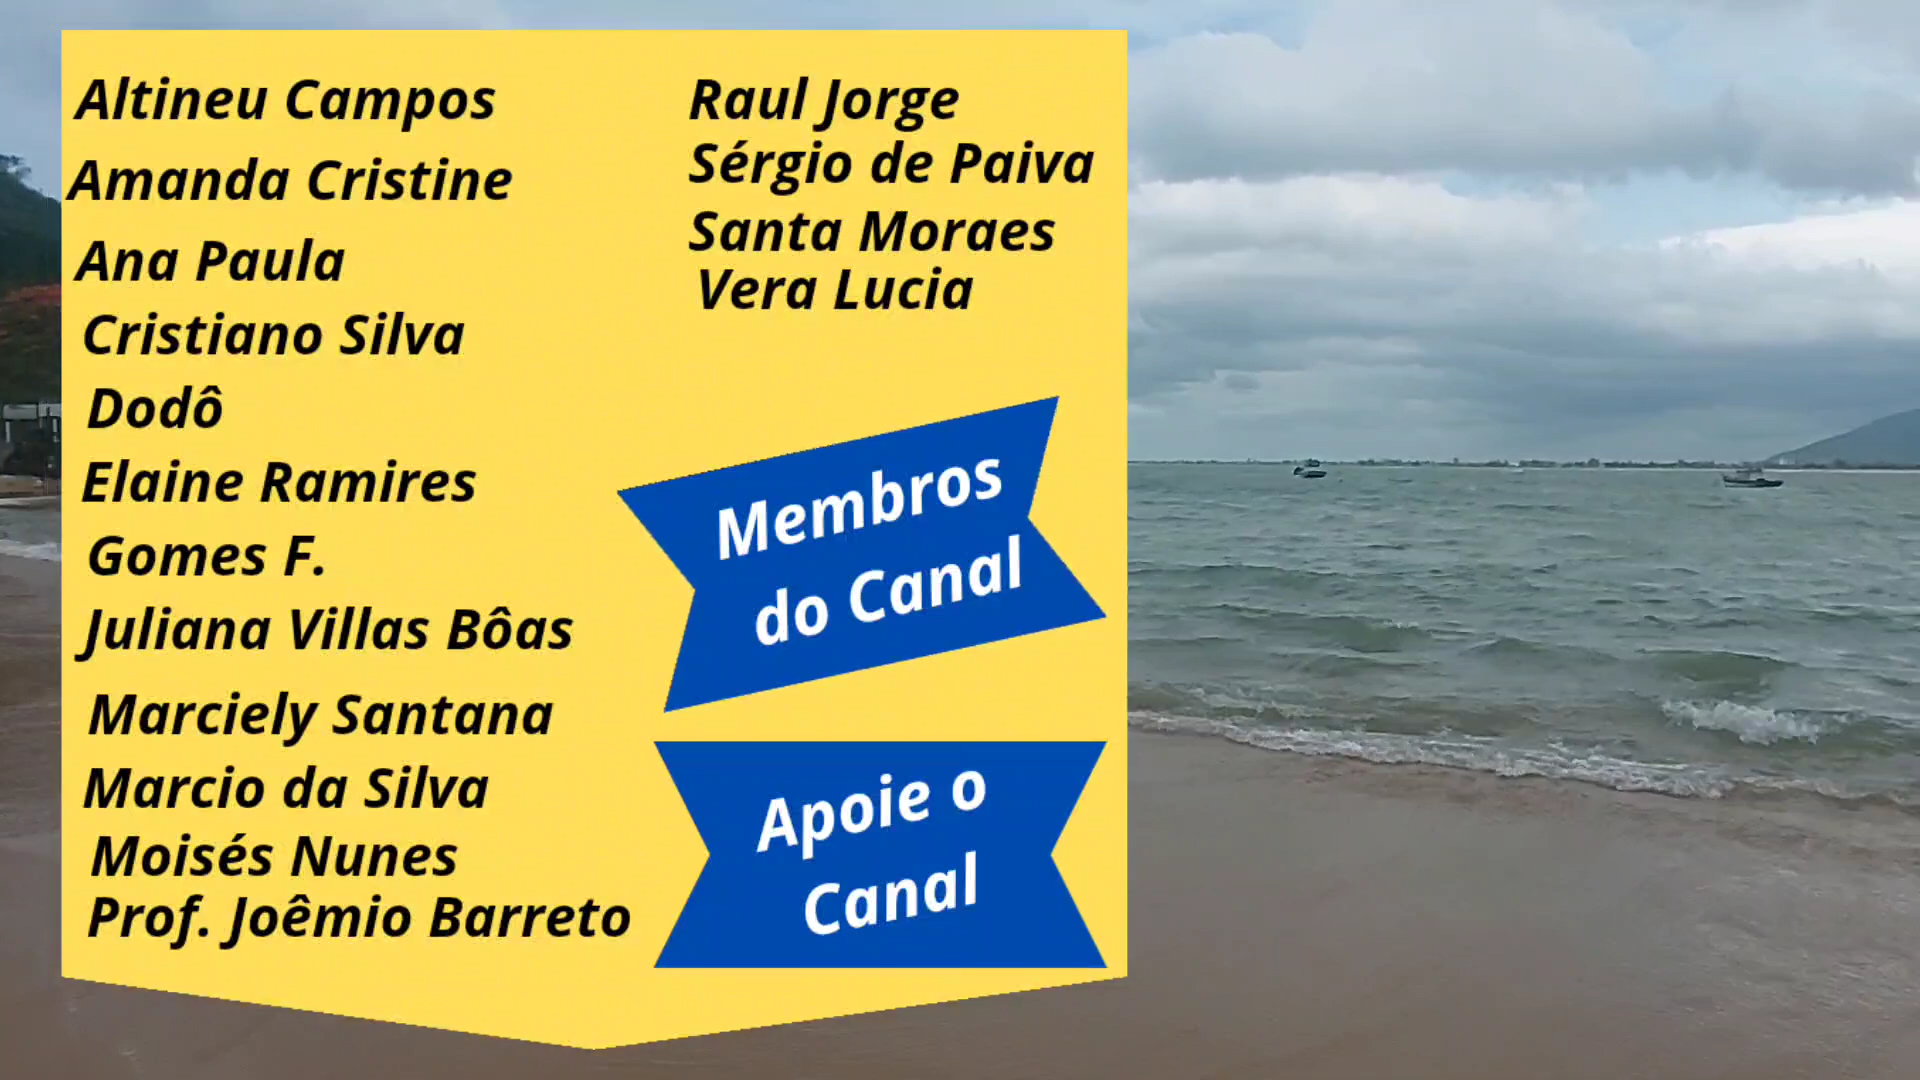 Altineu Campos
Amanda Cristine
Ana Paula
Cristiano Silva
Dodô
Elaine Ramires
Gomes F.
Juliana Villas Bôas
Marciely Santana
Marcio da Silva
Moisés Nunes
Prof. Joêmio Barreto
Raul Jorge
Sérgio de Paiva
Santa Moraes
Vera Lucia
Membros
do Canal
Apoie o
Canal